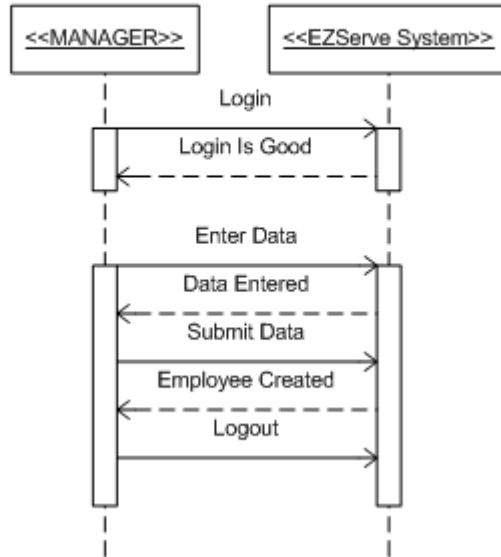 <<MANAGER>>
<<EZServe System>>
Login
Login Is Good
Enter Data
Data Entered
Submit Data
Employee Created
Logout